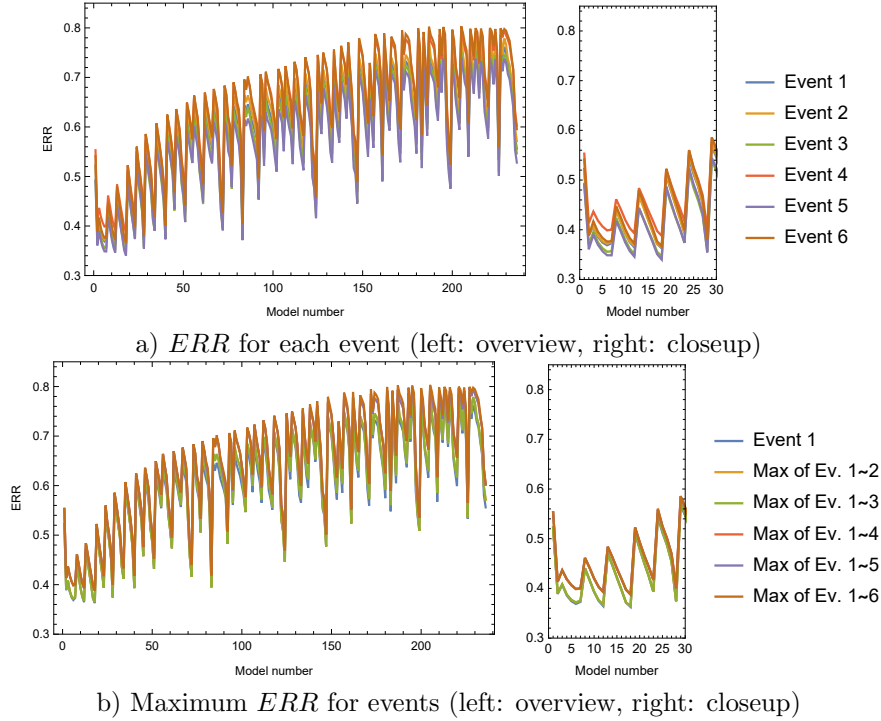 0.8
0.7
0.6
0.5
0.4
0.3
ERR
0 50 100 150 200
Model number
0.8
0.7
0.6
0.5
0.4
0.3
0 5 10 15 20 25 30
Model number
Event 1
Event 2
Event 3
Event 4
Event 5
Event 6
a) ERR for each event (left: overview, right: closeup)
0.8
0.7
0.6
0.5
0.4
0.3
ERR
0 50 100 150 200
Model number
0.8
0.7
0.6
0.5
0.4
0.3
0 5 10 15 20 25 30
Model number
Event 1
Max of Ev. 1~2
Max of Ev. 1~3
Max of Ev. 1~4
Max of Ev. 1~5
Max of Ev. 1~6
b) Maximum ERR for events (left: overview, right: closeup)